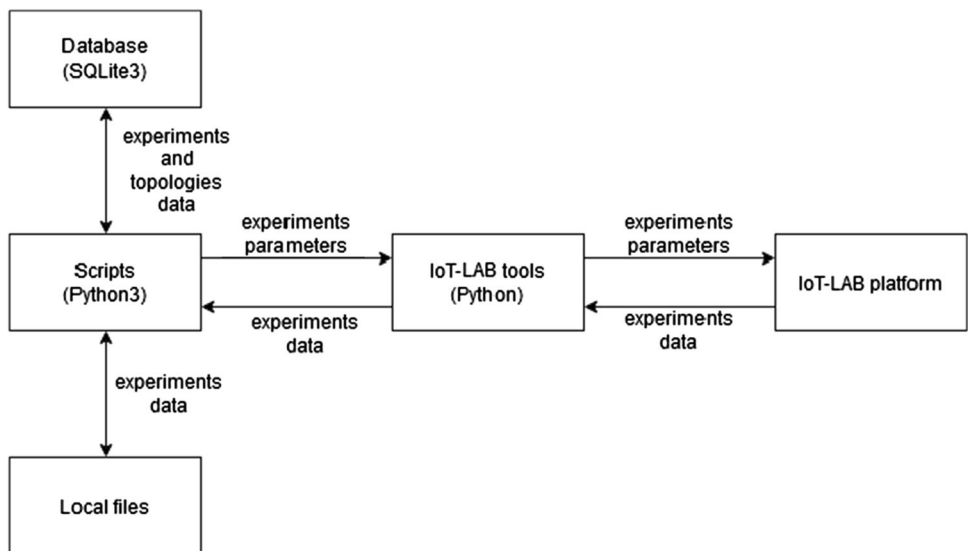 Database
(SQLite3)
experiments
and
topologies
data
experiments
parameters
experiments
parameters
Scripts
(Python3)
IoT-LAB tools
(Python)
IoT-LAB platform
experiments
data
experiments
data
experiments
data
Local files